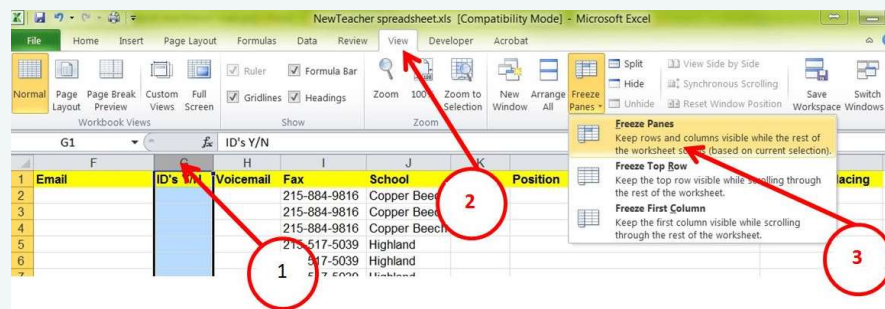 NewTeacher spreadsheet.xls [Compatibility Mode] - Microsoft Excel
File Home Insert Page Layout Formulas Data Review View Developer Acrobat
Normal Page Layout Page Break Preview Custom Views Full Screen
Workbook Views
Ruler Formula Bar
Gridlines Headings
Show
Zoom 100% Zoom to Selection
Zoom
New Window Arrange All Freeze Panes
Split
Hide
Unhide
View Side by Side
Synchronous Scrolling
Reset Window Position
Save Workspace Switch Windows
G1 fx ID's Y/N
F G H I J K
1 Email ID's Y/N Voicemail Fax School Position
2 215-884-9816 Copper Beec
3 215-884-9816 Copper Beec
4 215-884-9816 Copper Beech
5 215-517-5039 Highland
6 517-5039 Highland
Freeze Panes
Keep rows and columns visible while the rest of
the worksheet (based on current selection).
Freeze Top Row
Keep the top row visible while scrolling through
the rest of the worksheet.
Freeze First Column
Keep the first column visible while scrolling
through the rest of the worksheet.
1
2
3